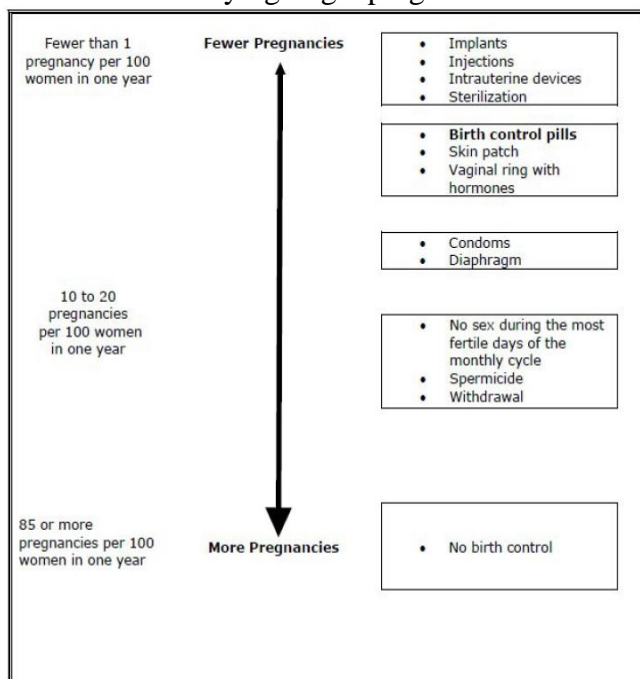 Fewer than 1
pregnancy per 100
women in one year
Fewer Pregnancies
• Implants
• Injections
• Intrauterine devices
• Sterilization
• Birth control pills
• Skin patch
• Vaginal ring with
hormones
• Condoms
• Diaphragm
10 to 20
pregnancies
per 100 women
in one year
• No sex during the most
fertile days of the
monthly cycle
• Spermicide
• Withdrawal
85 or more
pregnancies per 100
women in one year
More Pregnancies
• No birth control